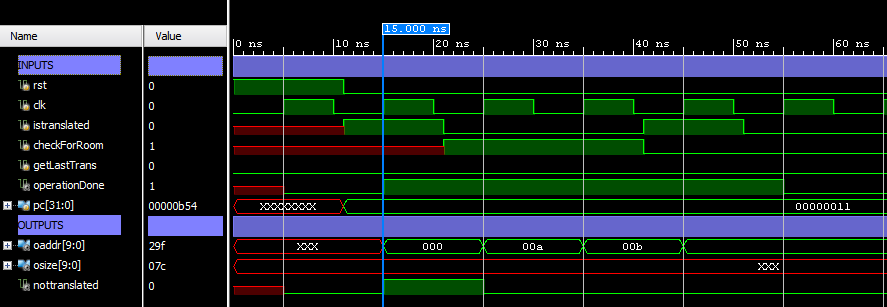 15.000 ns
Name Value 0 ns 10 ns 20 ns 30 ns 40 ns 50 ns 60
INPUTS
rst 0
clk 0
istranslated 0
checkForRoom 1
getLastTrans 0
operationDone 1
pc[31:0] 00000b54 XXXXXXXX 00000011
OUTPUTS
oaddr[9:0] 29f XXX 000 00a 00b
osize[9:0] 07c XXX
nottranslated 0